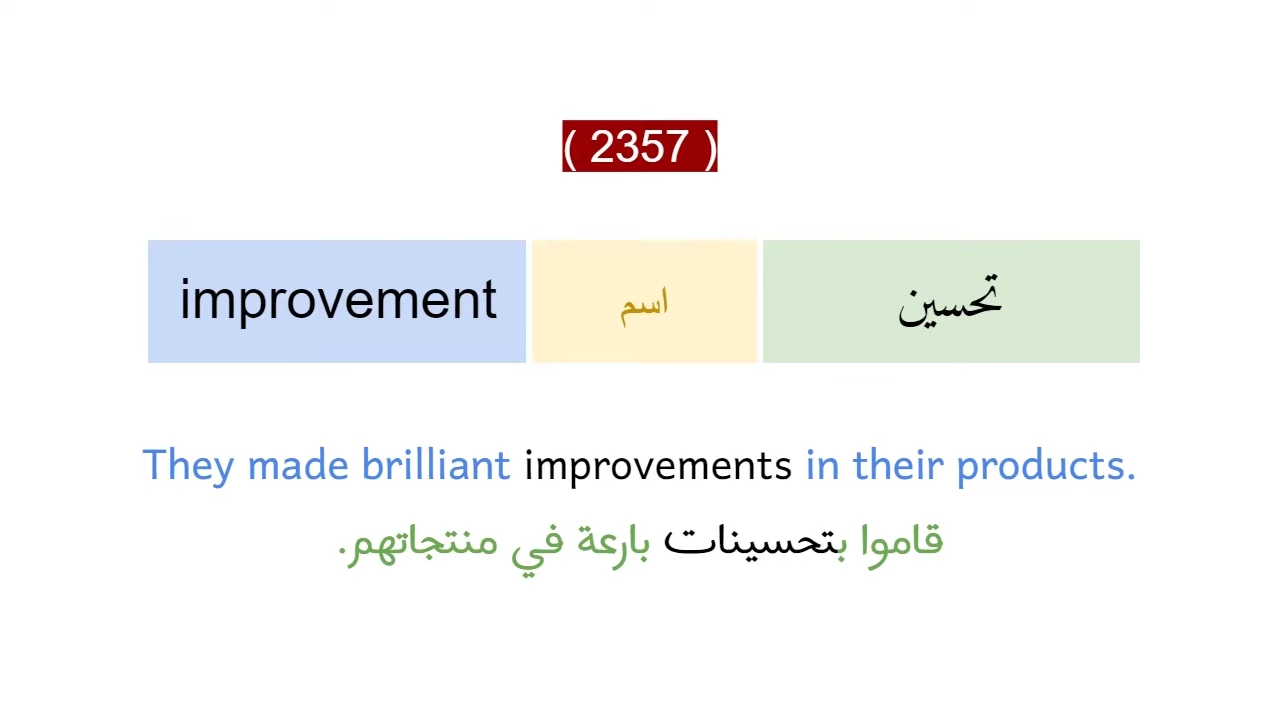 ( 2357 )
improvement اسم تحسين
They made brilliant improvements in their products.
قاموا بتحسينات بارعة في منتجاتهم.